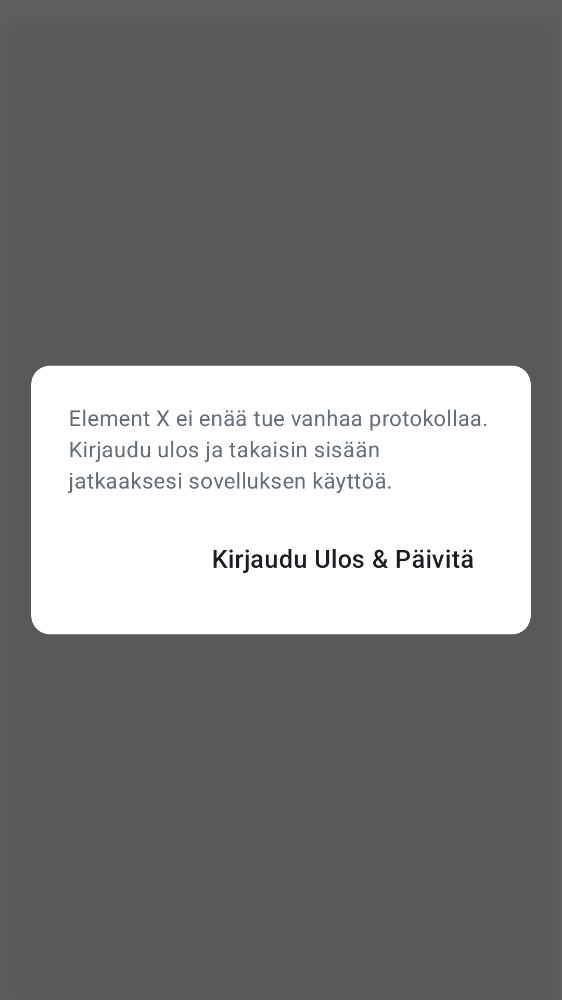 Element X ei enää tue vanhaa protokollaa.
Kirjaudu ulos ja takaisin sisään
jatkaaksesi sovelluksen käyttöä.
Kirjaudu Ulos & Päivitä